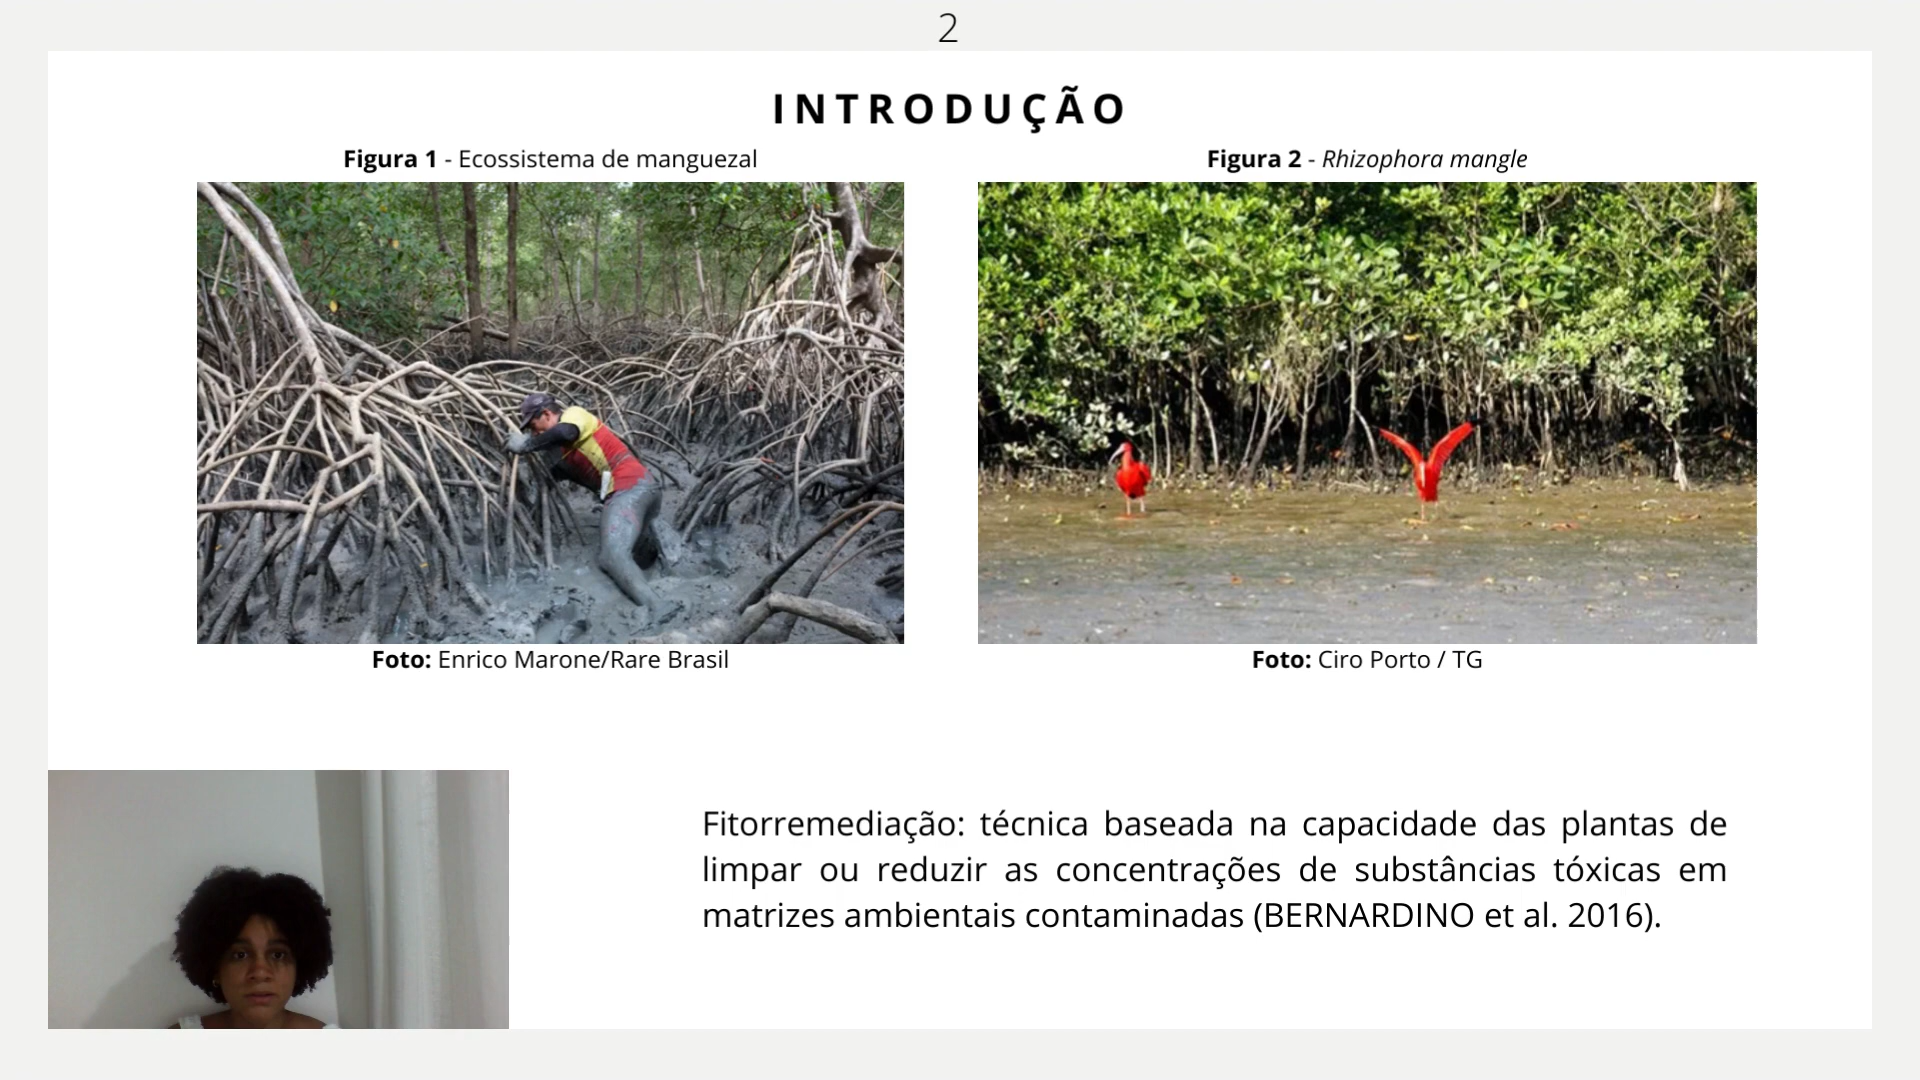 2
INTRODUÇÃO
Figura 1 - Ecossistema de manguezal
Figura 2 - Rhizophora mangle
Foto: Enrico Marone/Rare Brasil
Foto: Ciro Porto / TG
Fitorremediação: técnica baseada na capacidade das plantas de
limpar ou reduzir as concentrações de substâncias tóxicas em
matrizes ambientais contaminadas (BERNARDINO et al. 2016).